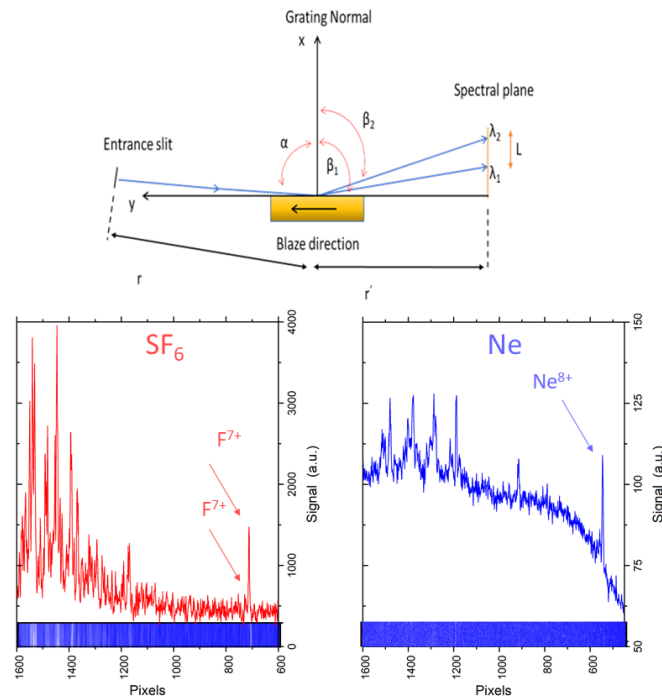 Grating Normal
x
Spectral plane
Entrance slit
α
β2
β1
λ2
L
λ1
y
Blaze direction
r
r′
SF6
F7+
F7+
4000
3000
2000
1000
0
Signal (a.u.)
1600
1400
1200
1000
800
600
Pixels
Ne
Ne8+
150
125
100
75
50
Signal (a.u.)
1600
1400
1200
1000
800
600
Pixels